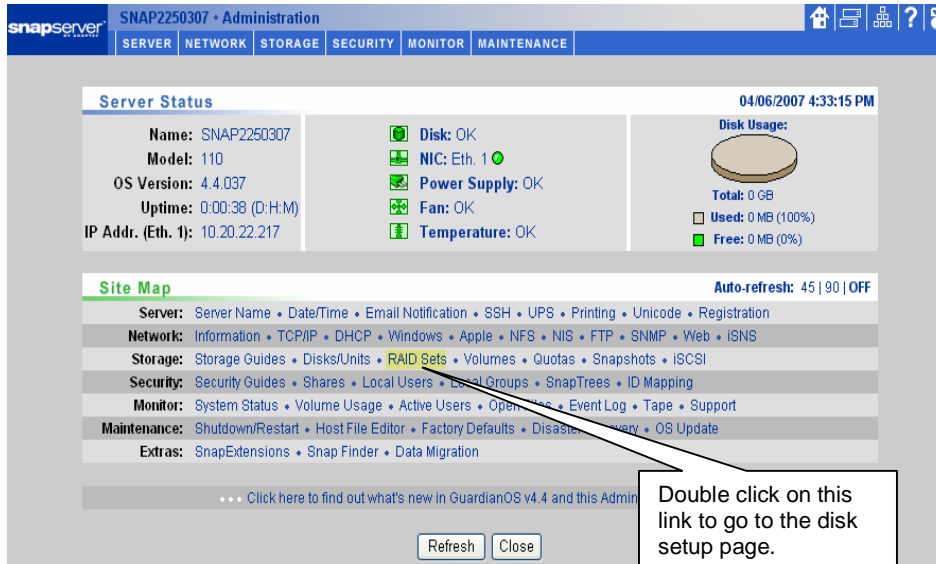 snapserver
BY ADAPTEC
SNAP2250307 • Administration
?
SERVER | NETWORK | STORAGE | SECURITY | MONITOR | MAINTENANCE
Server Status
04/06/2007 4:33:15 PM
Name: SNAP2250307
Model: 110
OS Version: 4.4.037
Uptime: 0:00:38 (D:H:M)
IP Addr. (Eth. 1): 10.20.22.217
Disk: OK
NIC: Eth. 1
Power Supply: OK
Fan: OK
Temperature: OK
Disk Usage:
Total: 0 GB
Used: 0 MB (100%)
Free: 0 MB (0%)
Site Map
Auto-refresh: 45 | 90 | OFF
Server: Server Name • Date/Time • Email Notification • SSH • UPS • Printing • Unicode • Registration
Network: Information • TCP/IP • DHCP • Windows • Apple • NFS • NIS • FTP • SNMP • Web • iSNS
Storage: Storage Guides • Disks/Units • RAID Sets • Volumes • Quotas • Snapshots • iSCSI
Security: Security Guides • Shares • Local Users • Local Groups • SnapTrees • ID Mapping
Monitor: System Status • Volume Usage • Active Users • Open Files • Event Log • Tape • Support
Maintenance: Shutdown/Restart • Host File Editor • Factory Defaults • Disaster Recovery • OS Update
Extras: SnapExtensions • Snap Finder • Data Migration
• • • Click here to find out what's new in GuardianOS v4.4 and this Admin
Double click on this
link to go to the disk
setup page.
Refresh
Close